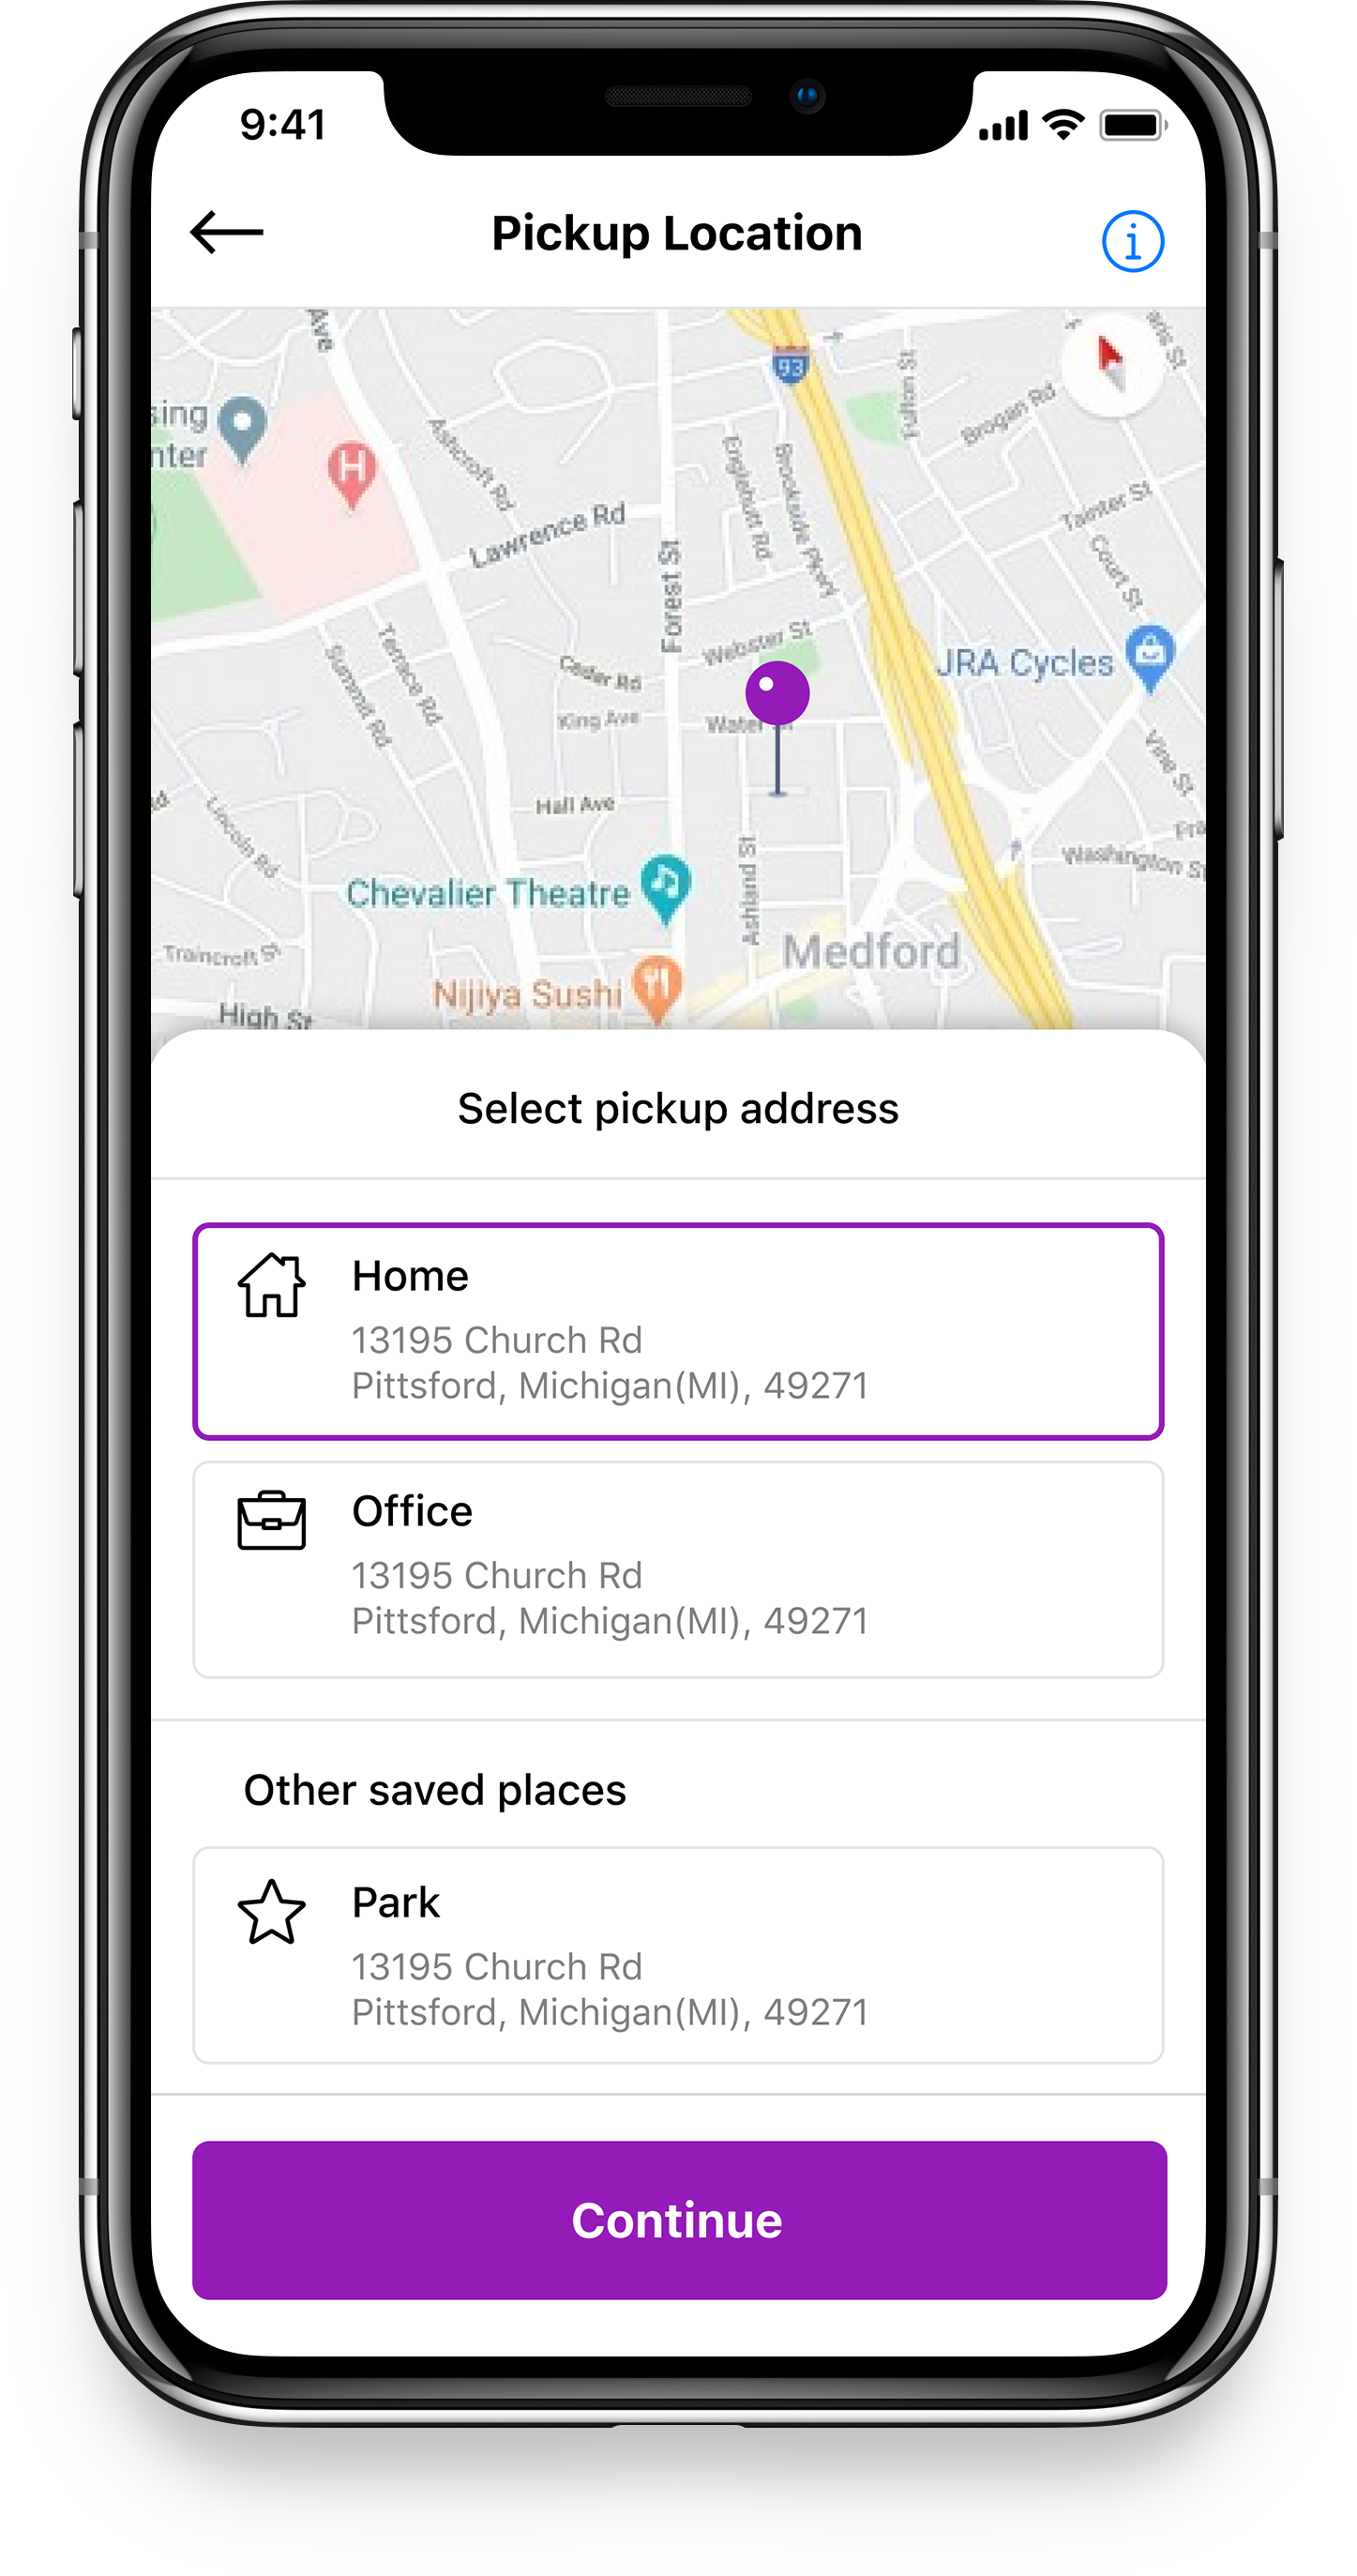 9:41
Pickup Location
Ave
93
Fulton St
Brogan Rd
sing
nter
H
Ashcroft Rd
Englehutt Rd
Brookside Pkwy
Tainter St
Lawrence Rd
Court St
Forest St
Webster St
JRA Cycles
Terrace Rd
Summit Rd
Cedar Rd
King Ave
Water
Vine St
Hall Ave
Lincoln Rd
Fra
Washington St
Chevalier Theatre
Ashland St
Medford
Traincroft St
Nijiya Sushi
High St
Select pickup address
Home
13195 Church Rd
Pittsford, Michigan(MI), 49271
Office
13195 Church Rd
Pittsford, Michigan(MI), 49271
Other saved places
Park
13195 Church Rd
Pittsford, Michigan(MI), 49271
Continue